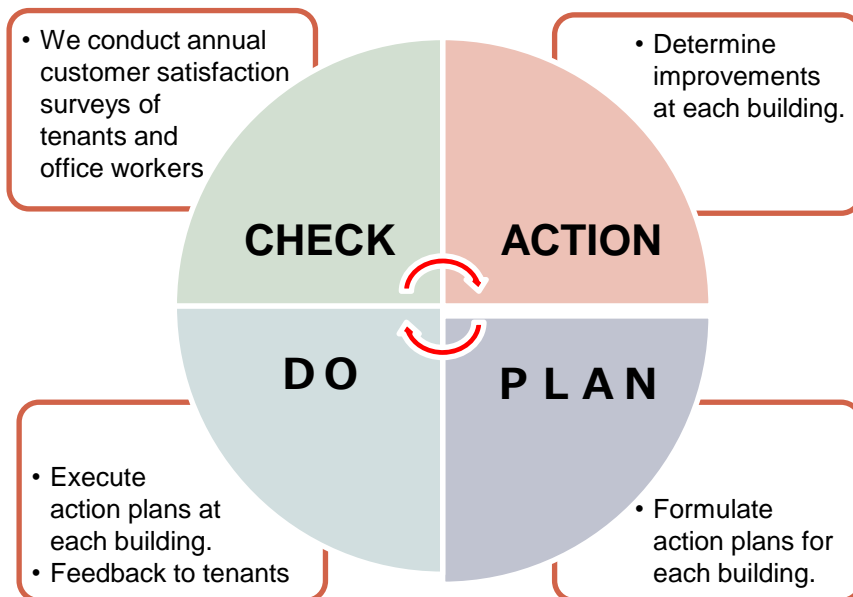 • We conduct annual
customer satisfaction
surveys of
tenants and
office workers
• Determine
improvements
at each building.
CHECK
ACTION
DO
PLAN
• Execute
action plans at
each building.
• Feedback to tenants
• Formulate
action plans for
each building.